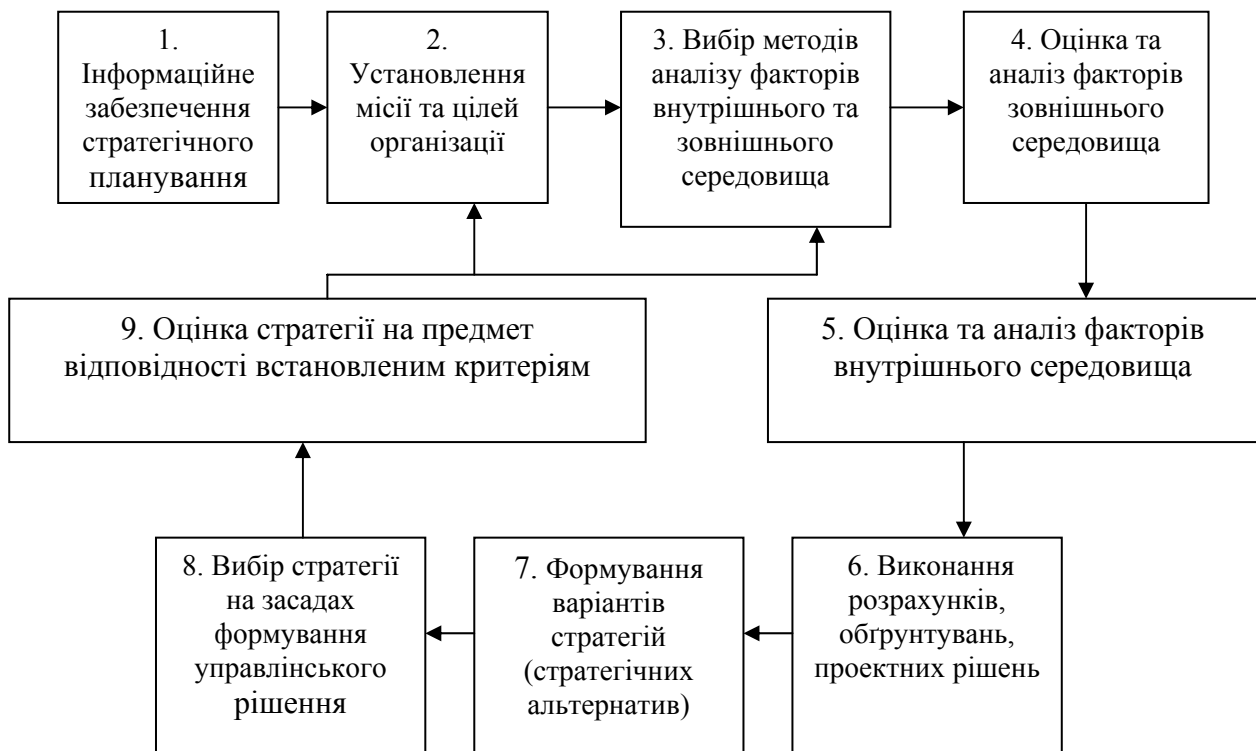 1.
Інформаційне
забезпечення
стратегічного
планування
2.
Установлення
місії та цілей
організації
3. Вибір методів
аналізу факторів
внутрішнього та
зовнішнього
середовища
4. Оцінка та
аналіз факторів
зовнішнього
середовища
5. Оцінка та аналіз факторів
внутрішнього середовища
6. Виконання
розрахунків,
обґрунтувань,
проектних рішень
7. Формування
варіантів
стратегій
(стратегічних
альтернатив)
8. Вибір стратегії
на засадах
формування
управлінського
рішення
9. Оцінка стратегії на предмет
відповідності встановленим критеріям